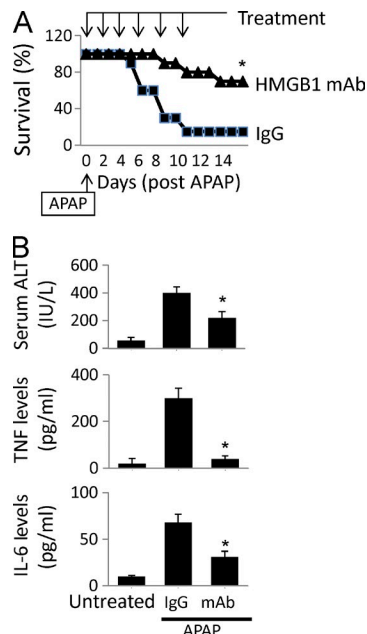 A
Treatment
120
80
40
0
Survival (%)
*
HMGB1 mAb
IgG
0 2 4 6 8 10 12 14
APAP
Days (post APAP)
B
Serum ALT
(IU/L)
600
400
200
0
*
TNF levels
(pg/ml)
400
200
0
*
IL-6 levels
(pg/ml)
100
50
0
*
Untreated IgG mAb
APAP